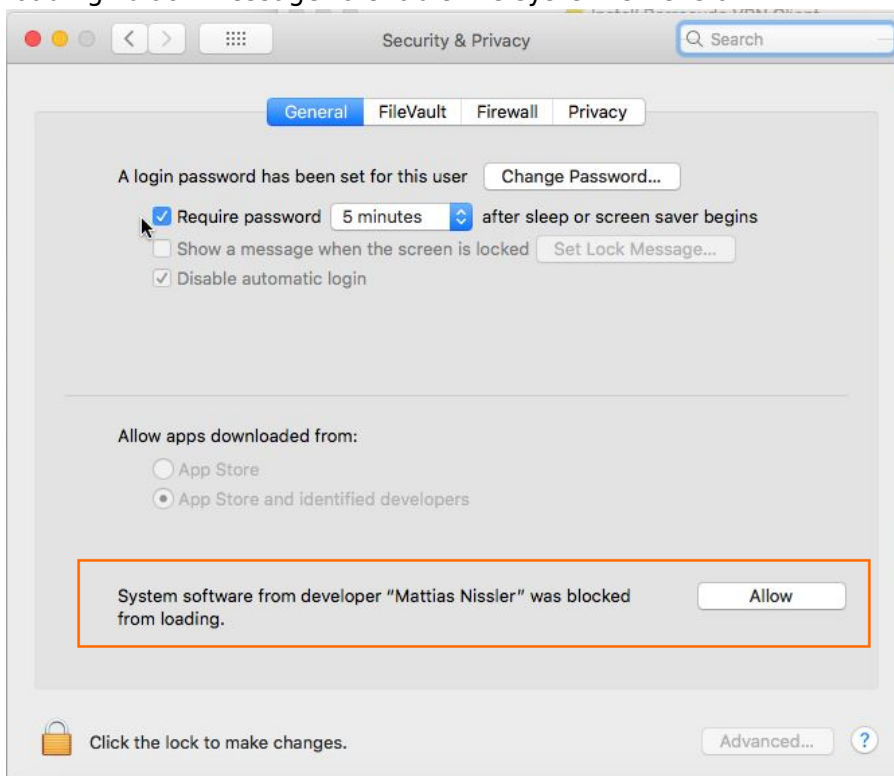 Security & Privacy
Search
General FileVault Firewall Privacy
A login password has been set for this user Change Password...
Require password 5 minutes after sleep or screen saver begins
Show a message when the screen is locked Set Lock Message...
Disable automatic login
Allow apps downloaded from:
App Store
App Store and identified developers
System software from developer “Mattias Nissler” was blocked Allow
from loading.
Click the lock to make changes. Advanced... ?